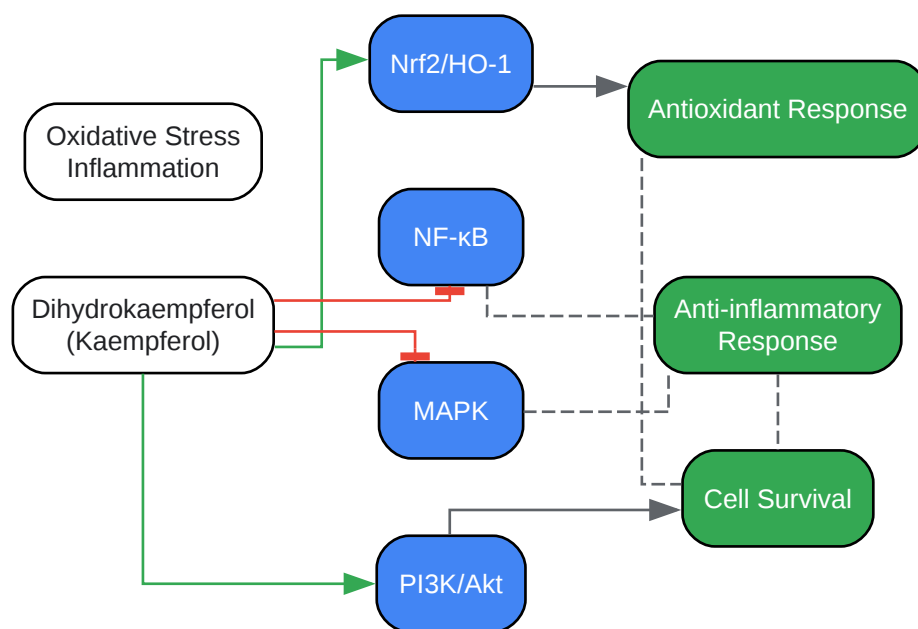 Nrf2/HO-1
Antioxidant Response
Oxidative Stress
Inflammation
NF-κB
Dihydrokaempferol
(Kaempferol)
Anti-inflammatory
Response
MAPK
Cell Survival
PI3K/Akt